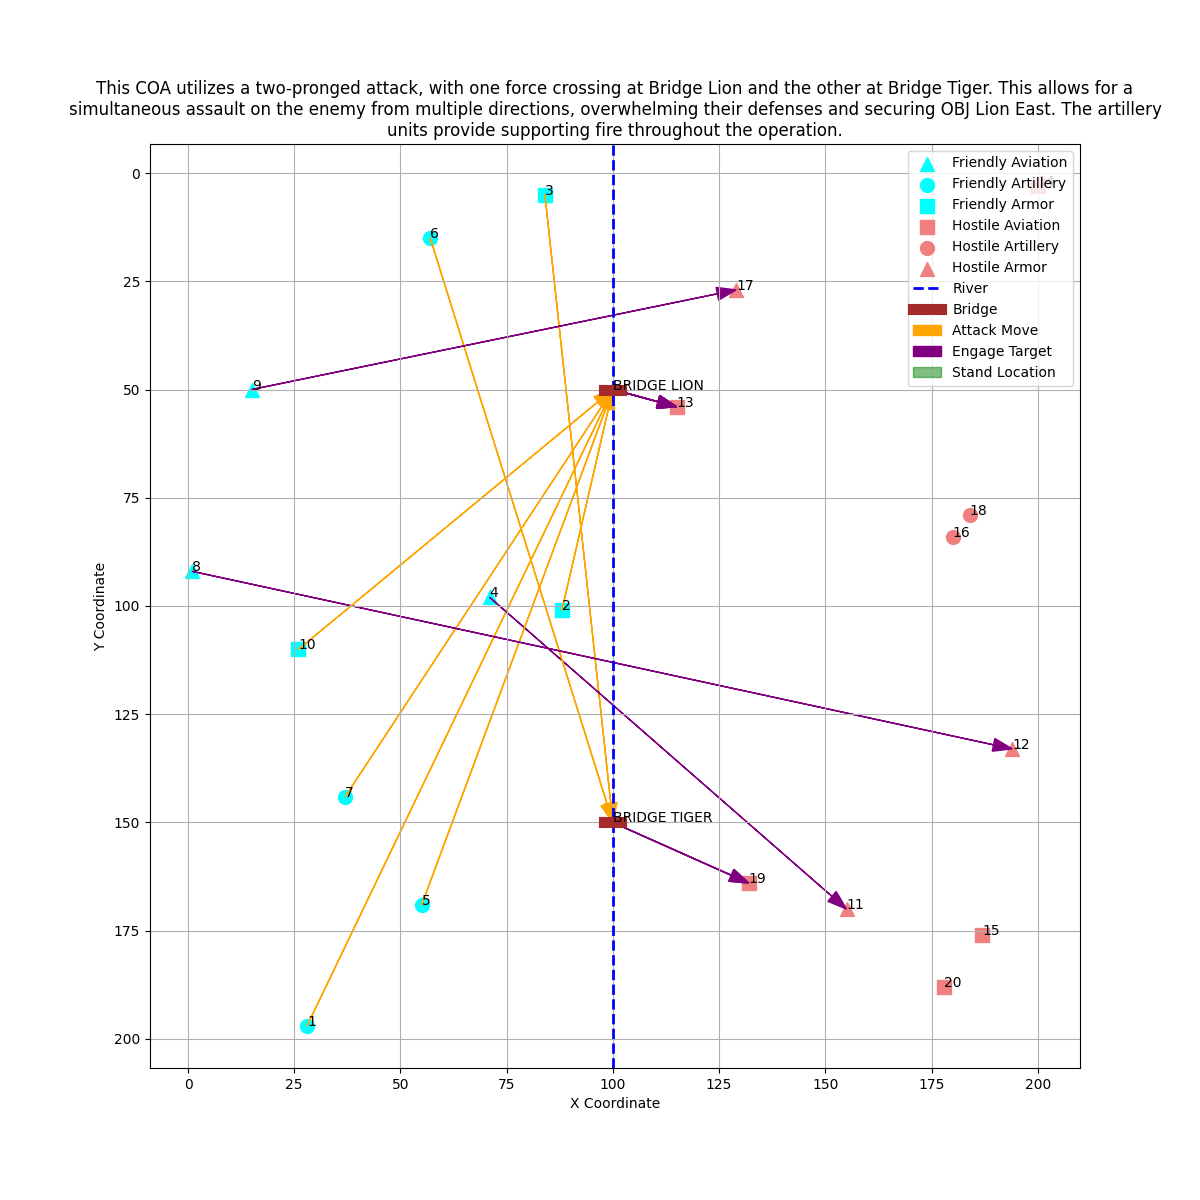 This COA utilizes a two-pronged attack, with one force crossing at Bridge Lion and the other at Bridge Tiger. This allows for a
simultaneous assault on the enemy from multiple directions, overwhelming their defenses and securing OBJ Lion East. The artillery
units provide supporting fire throughout the operation.
Friendly Aviation
Friendly Artillery
Friendly Armor
Hostile Aviation
Hostile Artillery
Hostile Armor
River
Bridge
Attack Move
Engage Target
Stand Location
0
25
50
75
100
125
150
175
200
Y Coordinate
3
6
17
9
BRIDGE LION
13
18
16
8
4
2
10
12
7
BRIDGE TIGER
19
5
11
15
20
1
0
25
50
75
100
125
150
175
200
X Coordinate